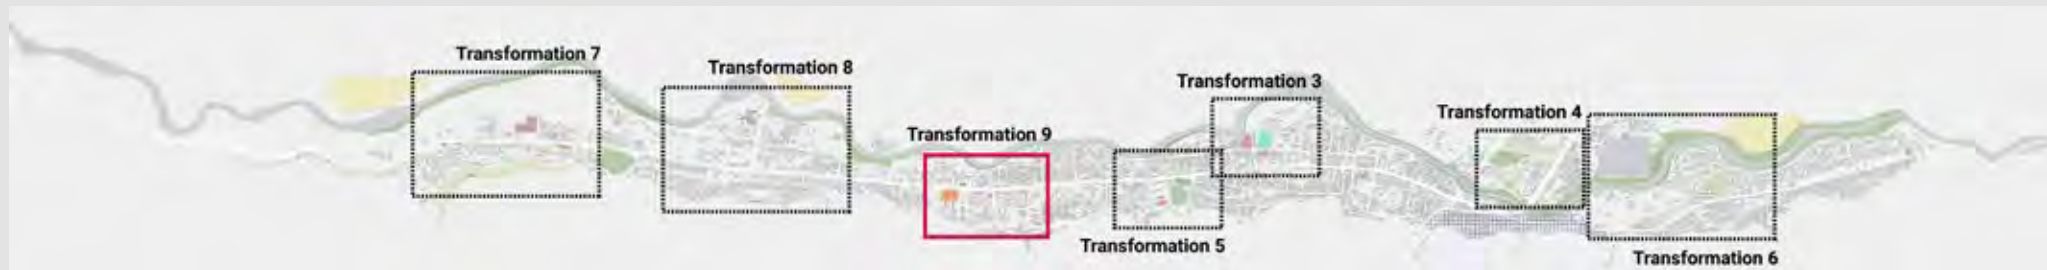 Transformation 7
Transformation 8
Transformation 9
Transformation 3
Transformation 5
Transformation 4
Transformation 6